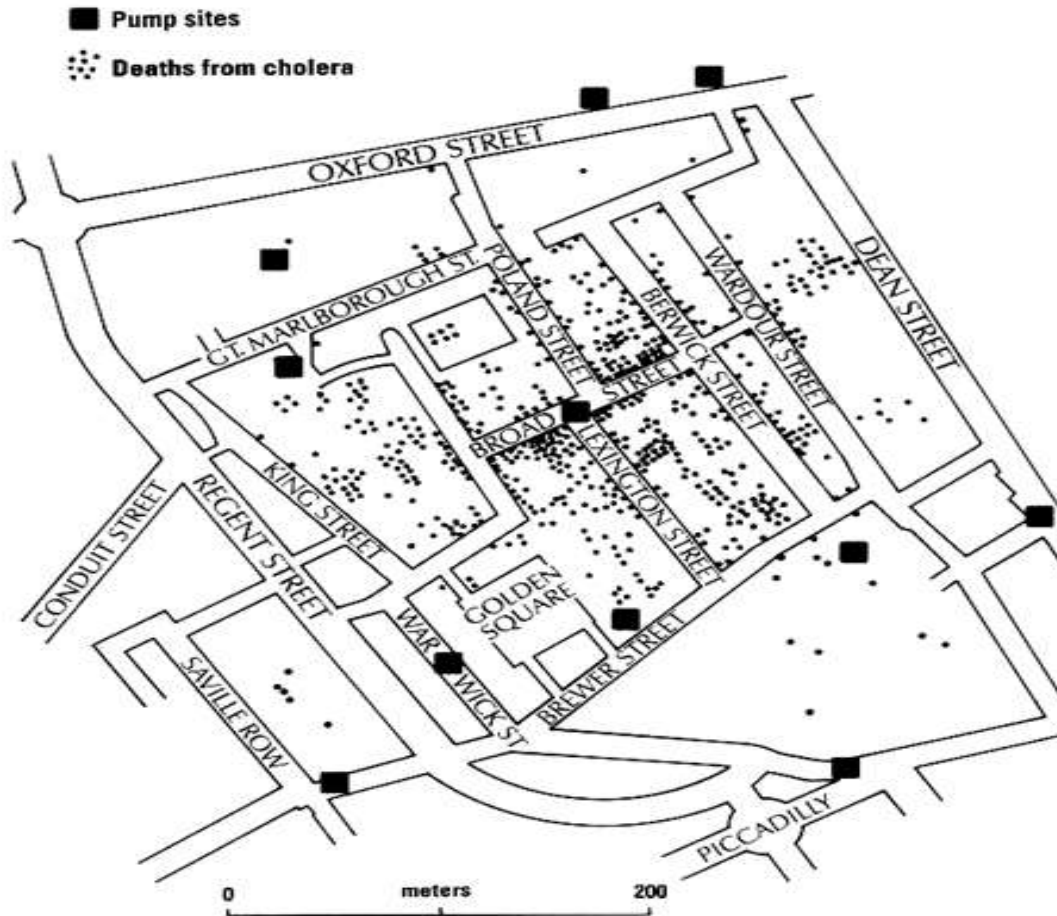 Pump sites
Deaths from cholera
OXFORD STREET
GT. MARLBOROUGH ST.
POLAND STREET
BERWICK STREET
WARDOUR STREET
DEAN STREET
BROAD STREET
LEXINGTON STREET
KING STREET
REGENT STREET
CONDUIT STREET
GOLDEN
SQUARE
WARWICK ST.
BREWER STREET
SAVILLE ROW
PICCADILLY
0 meters 200